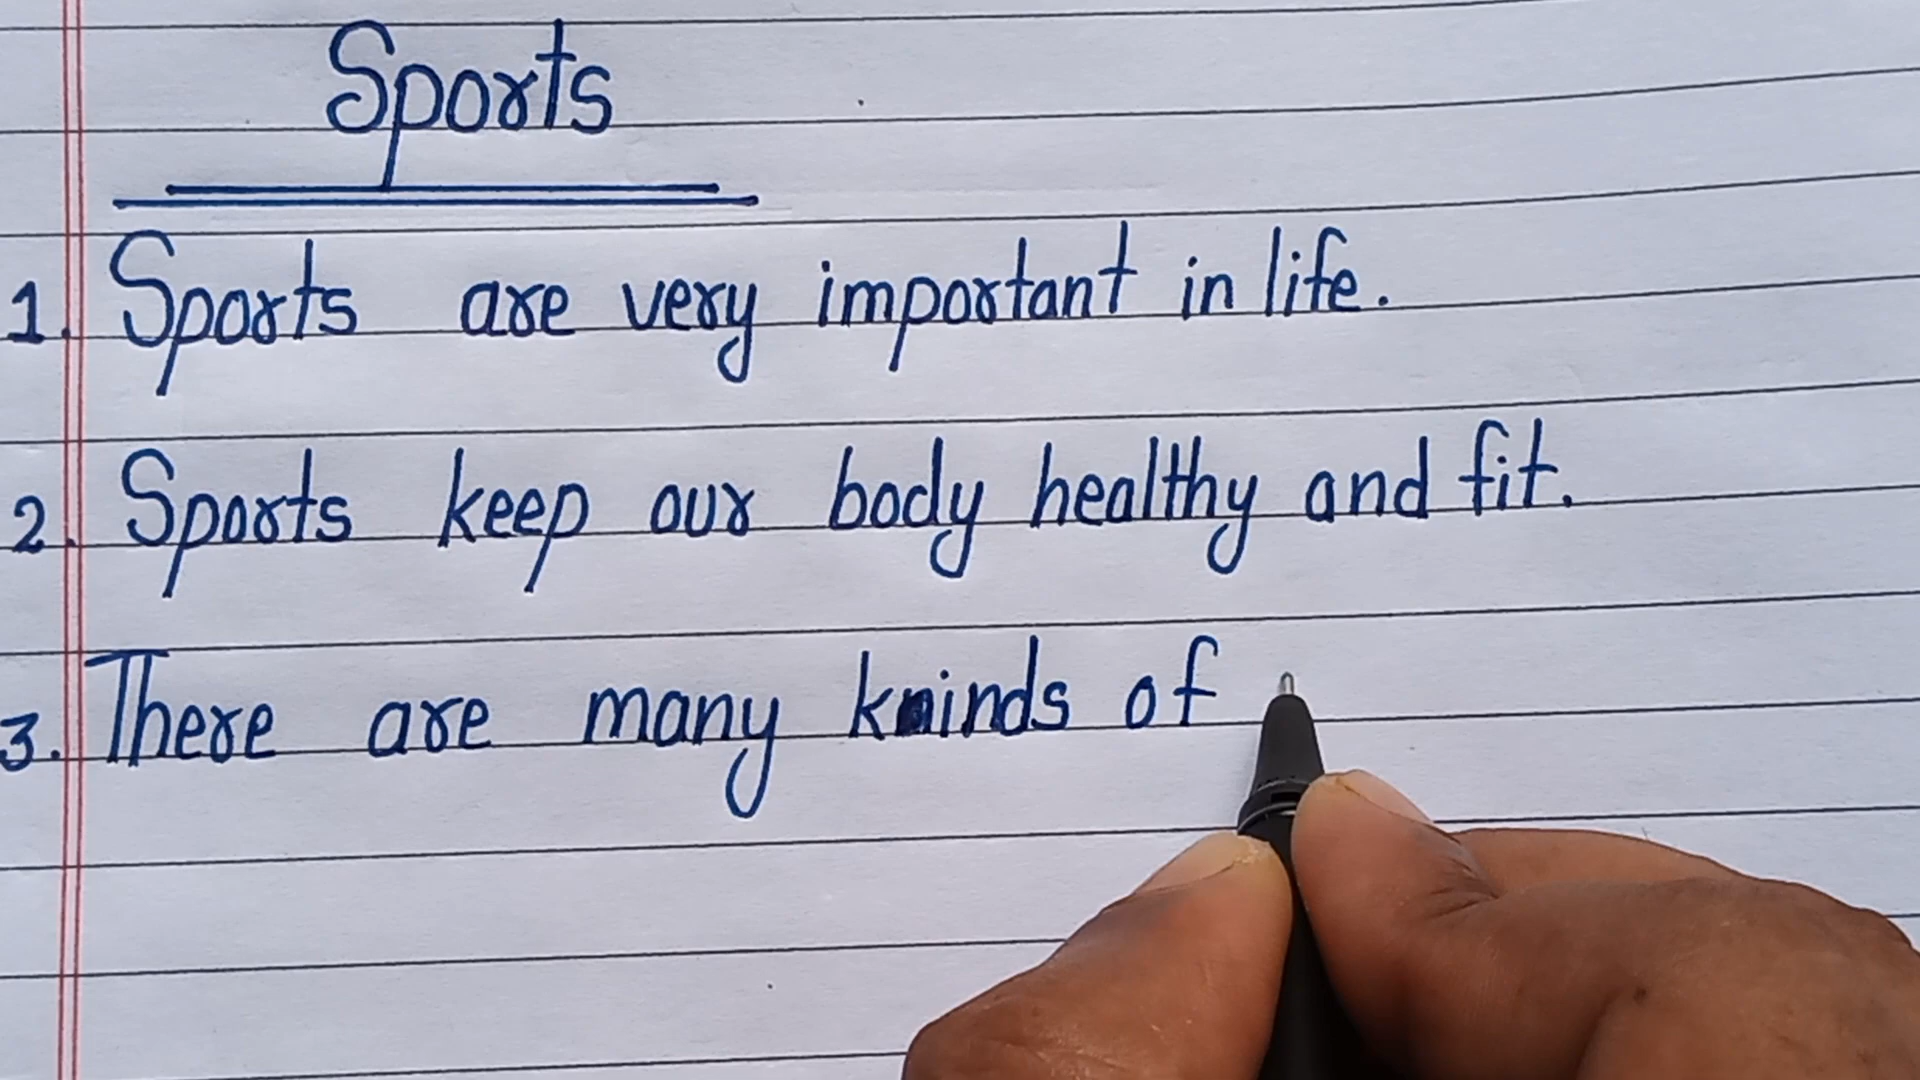 Sports
1. Sports are very important in life.
2. Sports keep our body healthy and fit.
3. There are many kinds of